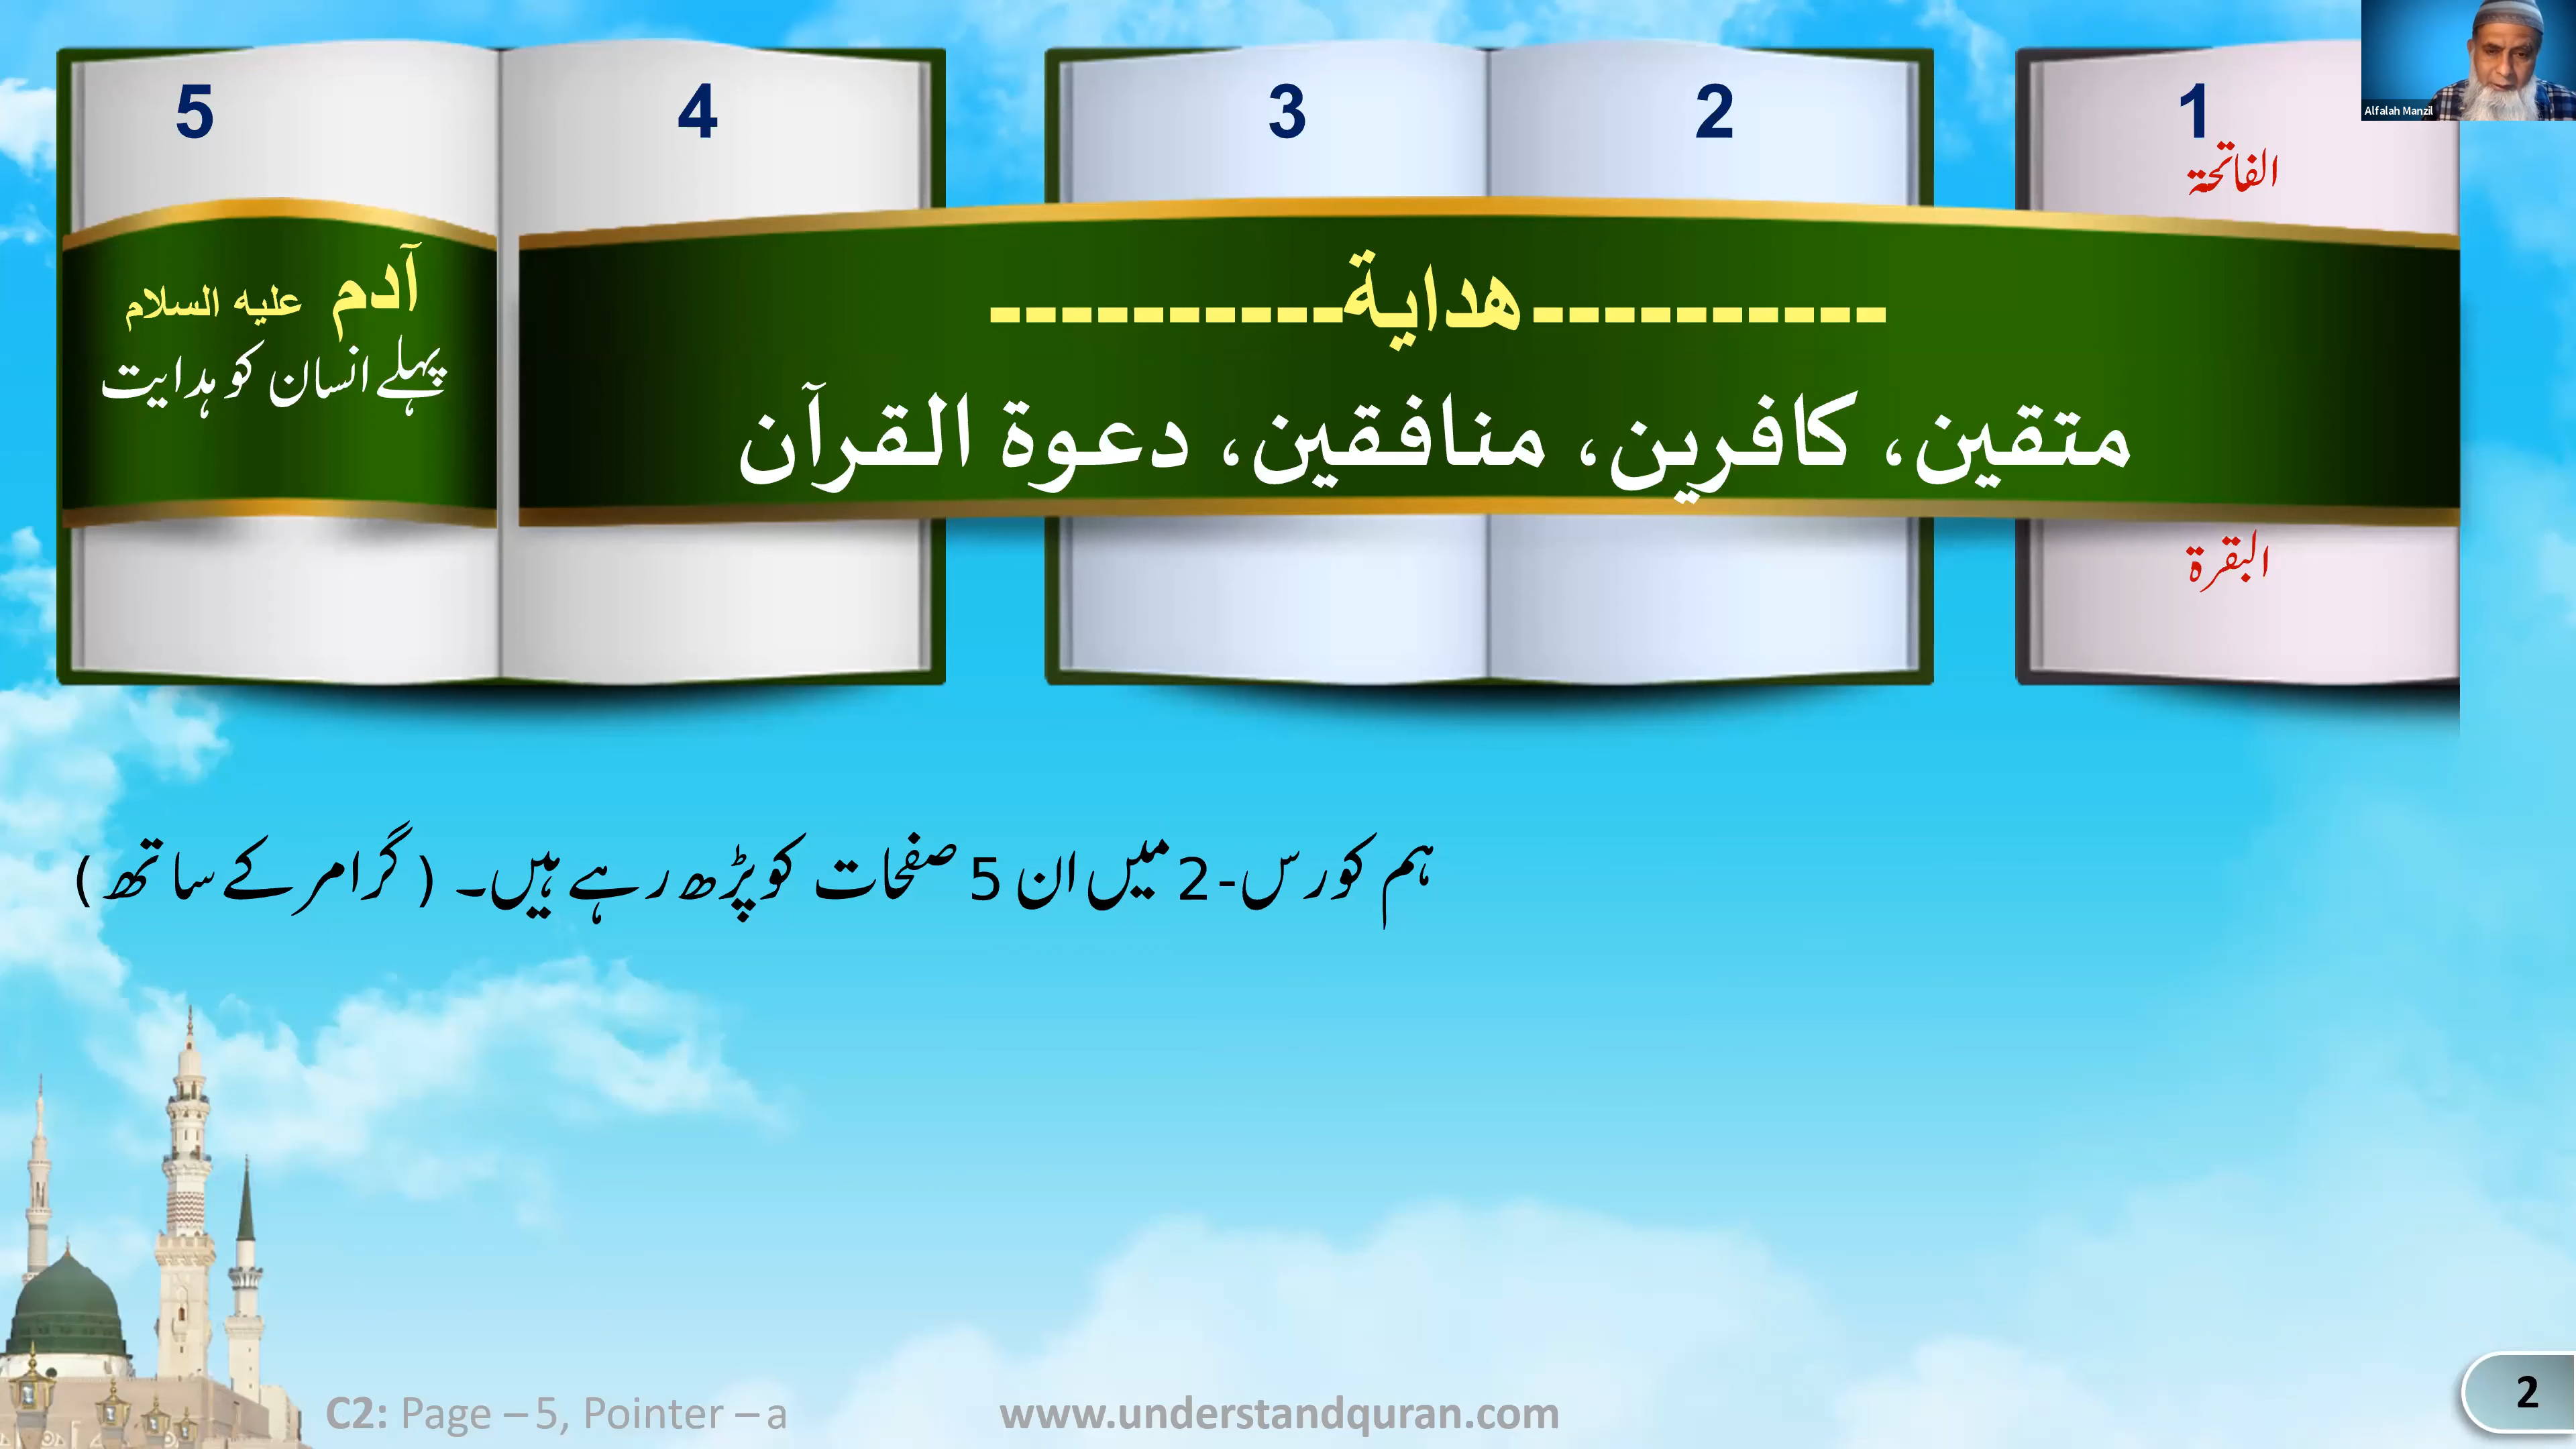 1
2
3
4
5
الفاتحة
----------هداية----------
متقین، کافرین، منافقین، دعوة القرآن
آدم علیہ السلام
پہلے انسان کو ہدایت
البقرة
ہم کورس-2 میں ان 5 صفحات کو پڑھ رہے ہیں۔ (گرامر کے ساتھ)
C2: Page – 5, Pointer – a
www.understandquran.com
2
Alfalah Manzil